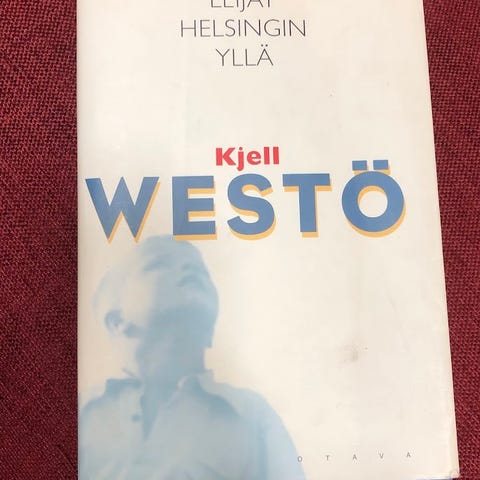 LEIJAT
HELSINGIN
YLLÄ
Kjell
WESTÖ
OTAVA